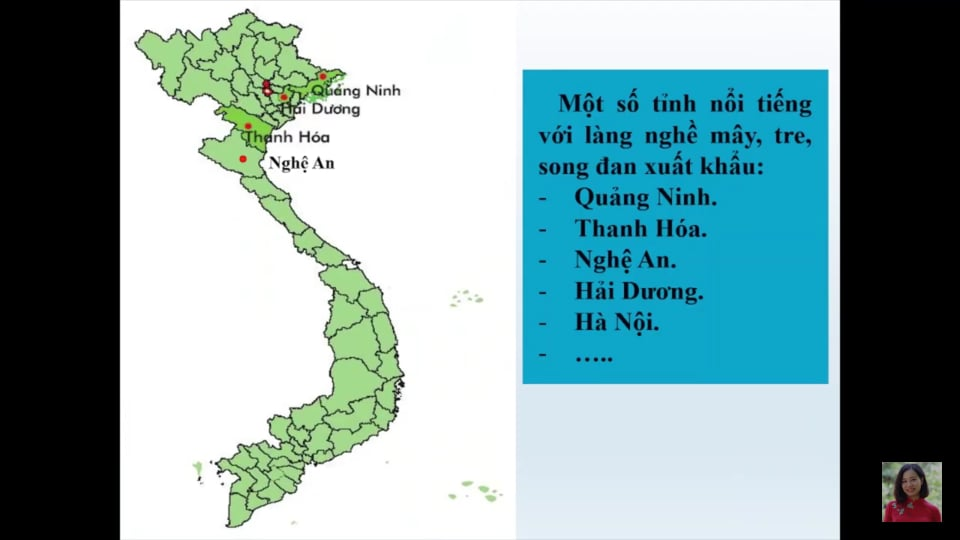 Quảng Ninh
Hải Dương
Thanh Hóa
Nghệ An
Một số tỉnh nổi tiếng
với làng nghề mây, tre,
song đan xuất khẩu:
- Quảng Ninh.
- Thanh Hóa.
- Nghệ An.
- Hải Dương.
- Hà Nội.
- …..